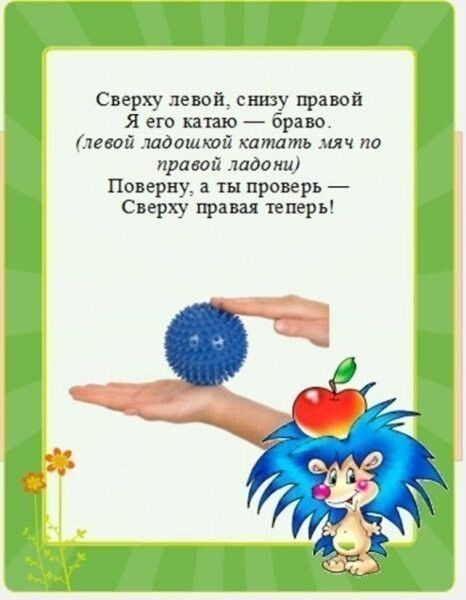 Сверху левой, снизу правой
Я его катаю — браво.
(левой ладошкой катать мяч по
правой ладони)
Поверну, а ты проверь —
Сверху правая теперь!